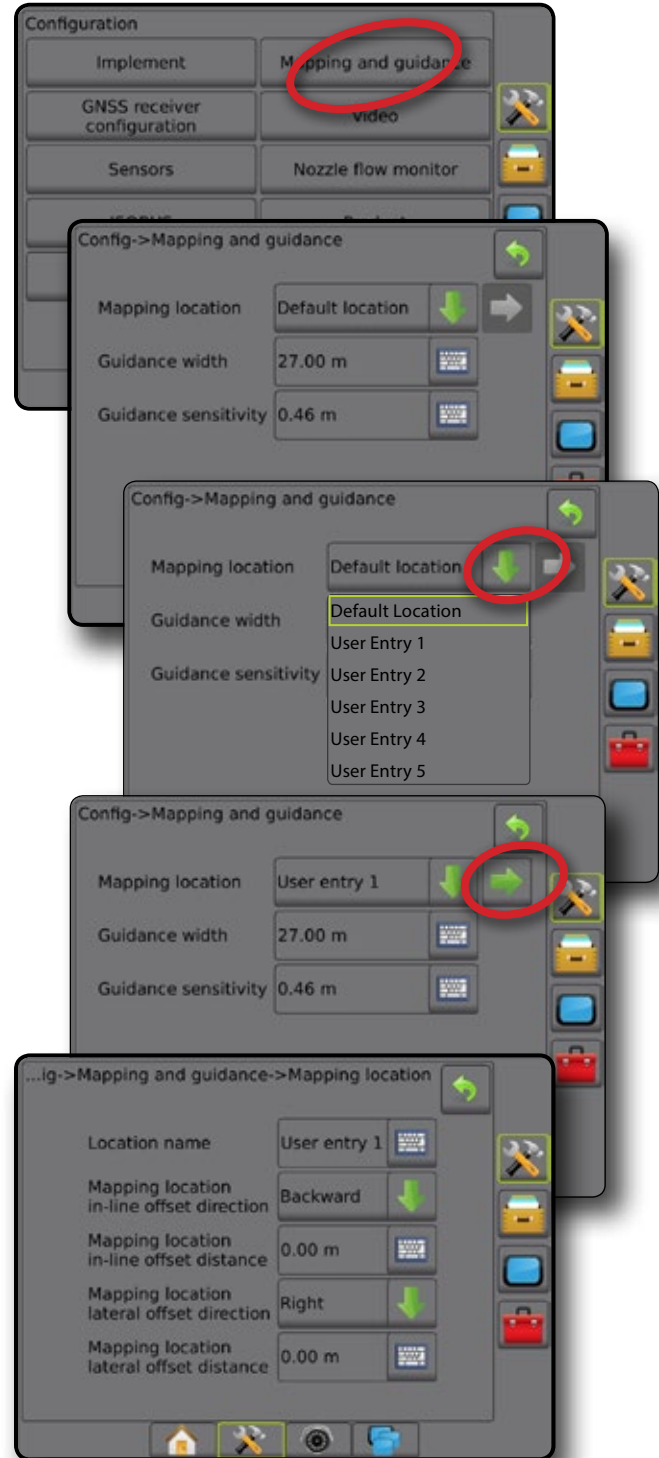 Configuration
Implement
Mapping and guidance
GNSS receiver
configuration
Video
Sensors
Nozzle flow monitor
Config->Mapping and guidance
Mapping location
Default location
Guidance width
27.00 m
Guidance sensitivity
0.46 m
Config->Mapping and guidance
Mapping location
Default location
Guidance width
Guidance sensitivity
Default Location
User Entry 1
User Entry 2
User Entry 3
User Entry 4
User Entry 5
Config->Mapping and guidance
Mapping location
User entry 1
Guidance width
27.00 m
Guidance sensitivity
0.46 m
...ig->Mapping and guidance->Mapping location
Location name
User entry 1
Mapping location
in-line offset direction
Backward
Mapping location
in-line offset distance
0.00 m
Mapping location
lateral offset direction
Right
Mapping location
lateral offset distance
0.00 m